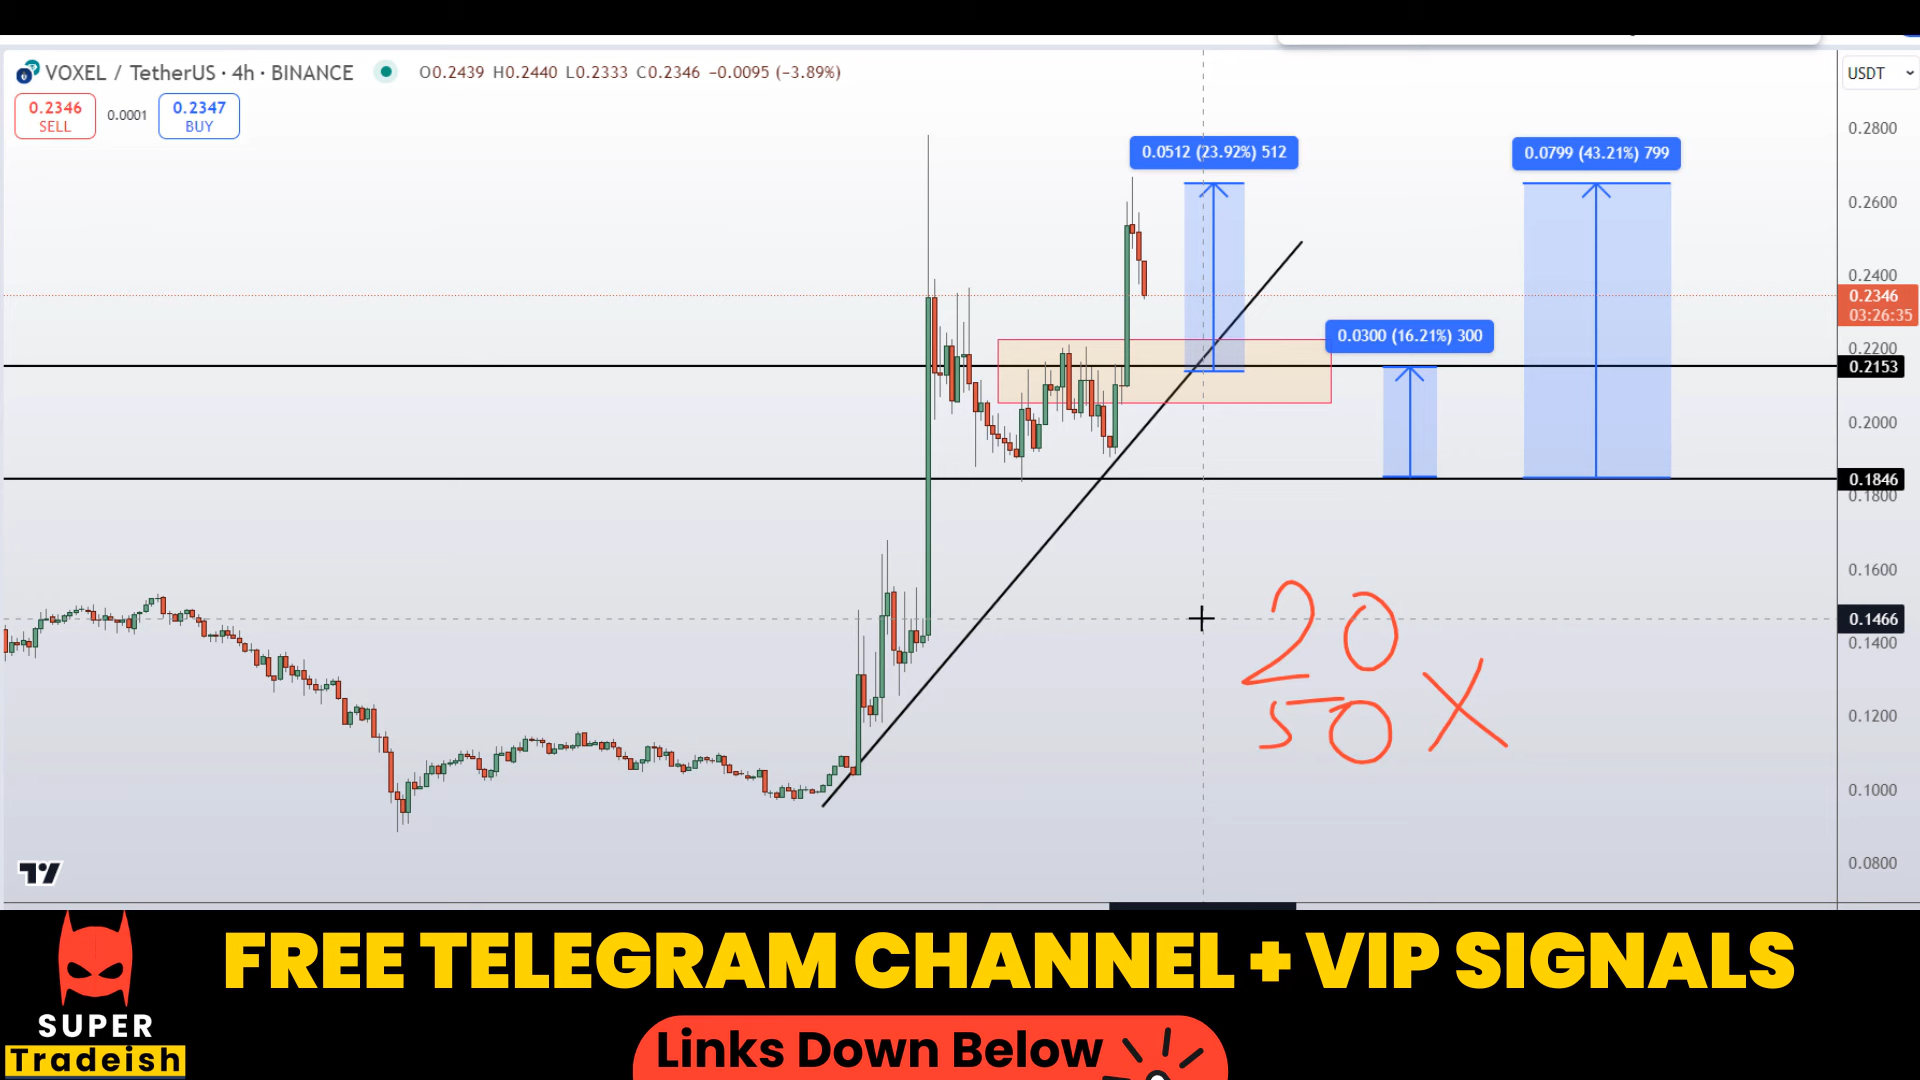 VOXEL / TetherUS · 4h · BINANCE O0.2439 H0.2440 L0.2333 C0.2346 −0.0095 (−3.89%)
USDT
0.2346
SELL
0.0001
0.2347
BUY
0.0512 (23.92%) 512
0.0799 (43.21%) 799
0.0300 (16.21%) 300
0.2800
0.2600
0.2400
0.2346
03:26:35
0.2200
0.2153
0.2000
0.1846
0.1800
0.1600
0.1466
0.1400
0.1200
0.1000
0.0800
20
50 X
FREE TELEGRAM CHANNEL + VIP SIGNALS
SUPER
Tradeish
Links Down Below